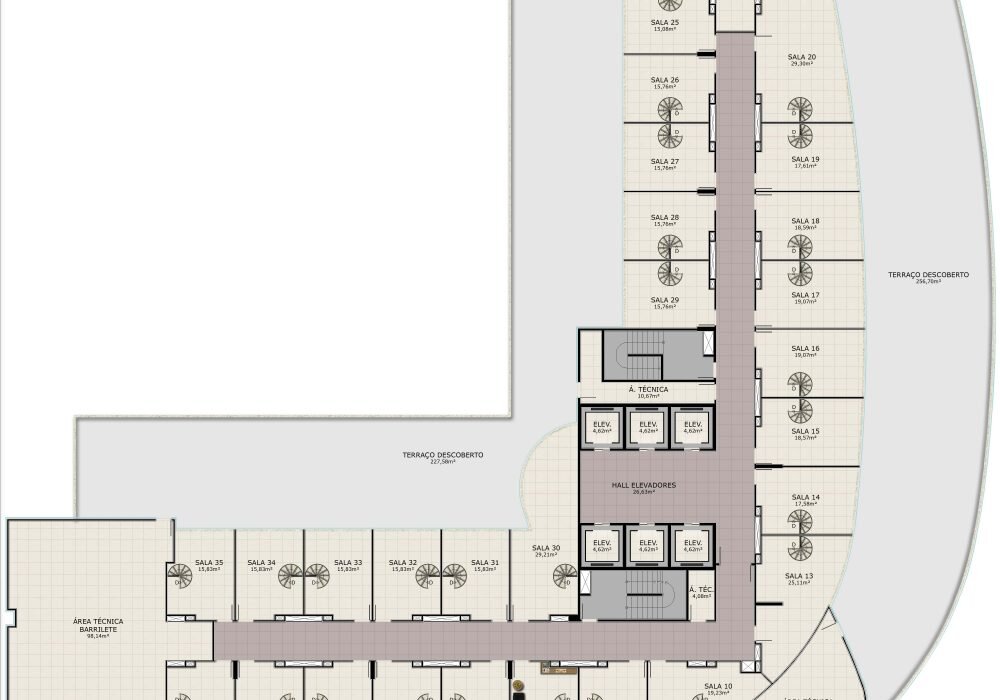 SALA 25
15,08m²
SALA 20
29,30m²
SALA 26
15,76m²
D
D
D
D
SALA 27
15,76m²
SALA 19
17,61m²
SALA 28
15,76m²
SALA 18
18,59m²
D
D
D
D
TERRAÇO DESCOBERTO
256,70m²
SALA 29
15,76m²
SALA 17
19,07m²
SALA 16
19,07m²
Á. TÉCNICA
10,67m²
D
D
ELEV.
4,62m²
ELEV.
4,62m²
ELEV.
4,62m²
SALA 15
18,57m²
TERRAÇO DESCOBERTO
227,58m²
HALL ELEVADORES
26,63m²
SALA 14
17,58m²
D
D
ELEV.
4,62m²
ELEV.
4,62m²
ELEV.
4,62m²
SALA 30
29,21m²
SALA 35
15,83m²
SALA 34
15,83m²
SALA 33
15,83m²
SALA 32
15,83m²
SALA 31
15,83m²
D
D
D
D
D
D
SALA 13
25,11m²
Á. TÉC.
4,08m²
ÁREA TÉCNICA
BARRILETE
98,14m²
SALA 10
19,23m²